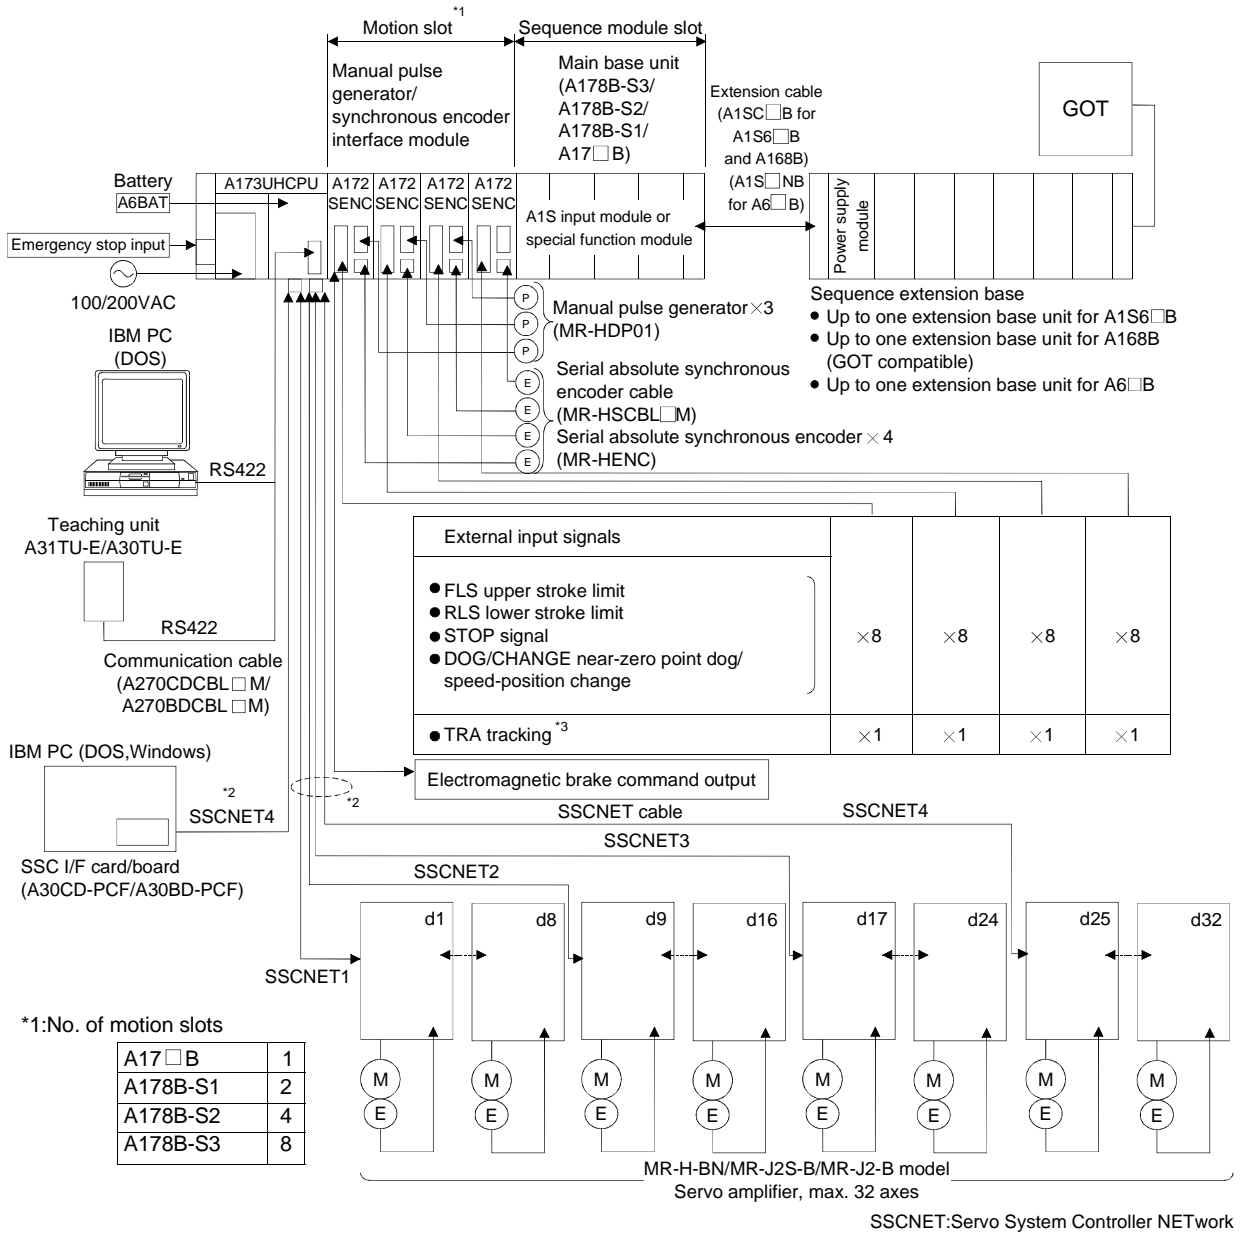 Motion slot *1
Sequence module slot
Manual pulse
generator/
synchronous encoder
interface module
Main base unit
(A178B-S3/
A178B-S2/
A178B-S1/
A17□B)
Extension cable
(A1SC□B for
A1S6□B
and A168B)
(A1S□NB
for A6□B)
GOT
Battery
A6BAT
Emergency stop input
100/200VAC
A173UHCPU
A172
SENC
A172
SENC
A172
SENC
A172
SENC
A1S input module or
special function module
Power supply
module
Sequence extension base
● Up to one extension base unit for A1S6□B
● Up to one extension base unit for A168B
(GOT compatible)
● Up to one extension base unit for A6□B
P
P
P
Manual pulse generator×3
(MR-HDP01)
E
E
E
E
Serial absolute synchronous
encoder cable
(MR-HSCBL□M)
Serial absolute synchronous encoder×4
(MR-HENC)
IBM PC
(DOS)
RS422
Teaching unit
A31TU-E/A30TU-E
RS422
Communication cable
(A270CDCBL□M/
A270BDCBL□M)
External input signals
● FLS upper stroke limit
● RLS lower stroke limit
● STOP signal
● DOG/CHANGE near-zero point dog/
speed-position change
×8 ×8 ×8 ×8
● TRA tracking *3
×1 ×1 ×1 ×1
Electromagnetic brake command output
IBM PC (DOS,Windows)
*2
SSCNET4
*2
SSC I/F card/board
(A30CD-PCF/A30BD-PCF)
SSCNET cable
SSCNET4
SSCNET3
SSCNET2
SSCNET1
d1 d8 d9 d16 d17 d24 d25 d32
M M M M M M M M
E E E E E E E E
*1:No. of motion slots
A17□B 1
A178B-S1 2
A178B-S2 4
A178B-S3 8
MR-H-BN/MR-J2S-B/MR-J2-B model
Servo amplifier, max. 32 axes
SSCNET:Servo System Controller NETwork